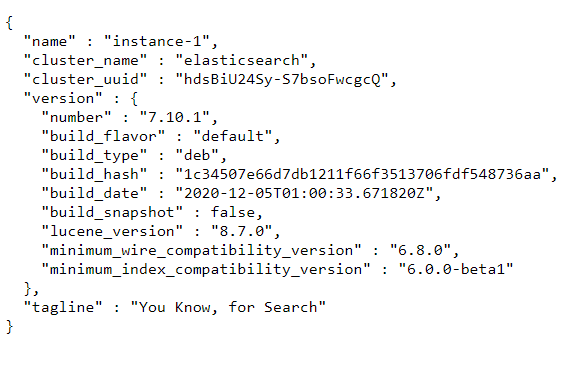 {
  "name" : "instance-1",
  "cluster_name" : "elasticsearch",
  "cluster_uuid" : "hdsBiU24Sy-S7bsoFwcgcQ",
  "version" : {
    "number" : "7.10.1",
    "build_flavor" : "default",
    "build_type" : "deb",
    "build_hash" : "1c34507e66d7db1211f66f3513706fdf548736aa",
    "build_date" : "2020-12-05T01:00:33.671820Z",
    "build_snapshot" : false,
    "lucene_version" : "8.7.0",
    "minimum_wire_compatibility_version" : "6.8.0",
    "minimum_index_compatibility_version" : "6.0.0-beta1"
  },
  "tagline" : "You Know, for Search"
}